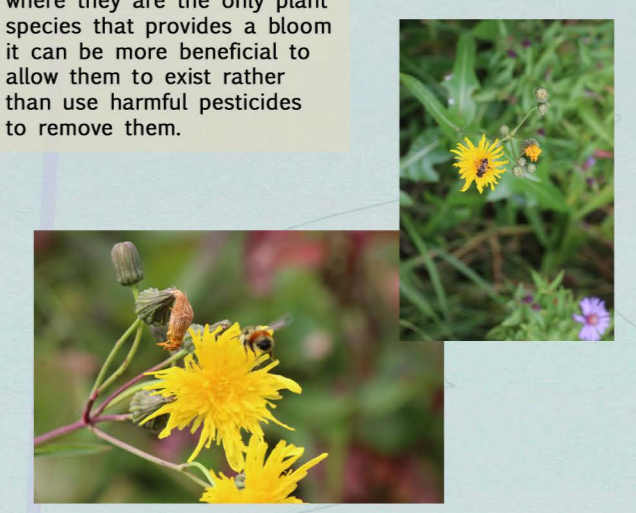 where they are the only plant
species that provides a bloom
it can be more beneficial to
allow them to exist rather
than use harmful pesticides
to remove them.